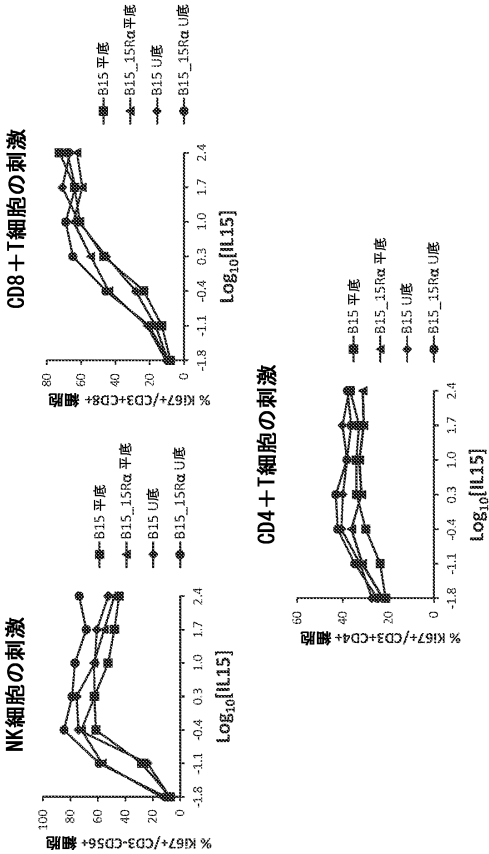 NK細胞の刺激
% Ki67+/CD3-CD56+ 細胞
100
80
60
40
20
0
-1.8
-1.1
-0.4
0.3
1.0
1.7
2.4
Log10[IL15]
B15 平底
B15_15Rα 平底
B15 U底
B15_15Rα U底
CD8+T細胞の刺激
% Ki67+/CD3+CD8+ 細胞
80
60
40
20
0
-1.8
-1.1
-0.4
0.3
1.0
1.7
2.4
Log10[IL15]
B15 平底
B15_15Rα 平底
B15 U底
B15_15Rα U底
CD4+T細胞の刺激
% Ki67+/CD3+CD4+ 細胞
60
40
20
0
-1.8
-1.1
-0.4
0.3
1.0
1.7
2.4
Log10[IL15]
B15 平底
B15_15Rα 平底
B15 U底
B15_15Rα U底